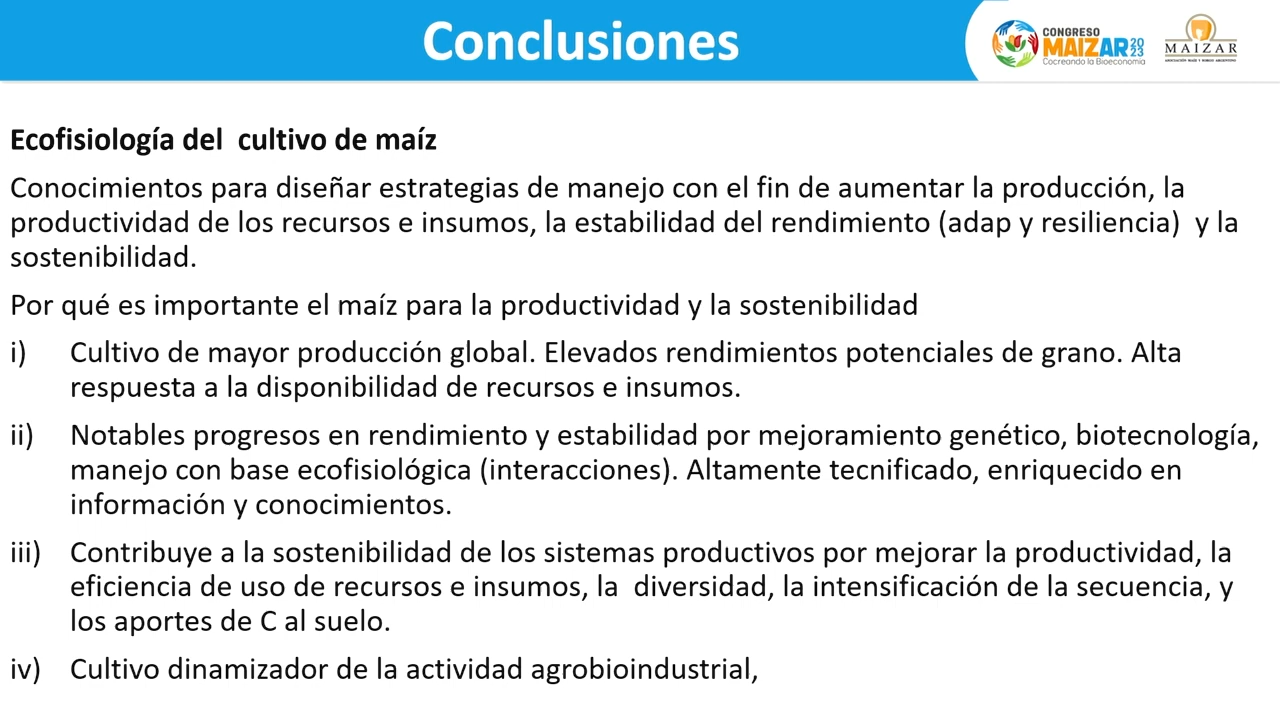 Conclusiones
CONGRESO
MAIZAR 2023
Cocreando la Bioeconomía
MAIZAR
ASOCIACIÓN MAÍZ Y SORGO ARGENTINO
Ecofisiología del  cultivo de maíz
Conocimientos para diseñar estrategias de manejo con el fin de aumentar la producción, la
productividad de los recursos e insumos, la estabilidad del rendimiento (adap y resiliencia)  y la
sostenibilidad.
Por qué es importante el maíz para la productividad y la sostenibilidad
i) Cultivo de mayor producción global. Elevados rendimientos potenciales de grano. Alta
respuesta a la disponibilidad de recursos e insumos.
ii) Notables progresos en rendimiento y estabilidad por mejoramiento genético, biotecnología,
manejo con base ecofisiológica (interacciones). Altamente tecnificado, enriquecido en
información y conocimientos.
iii) Contribuye a la sostenibilidad de los sistemas productivos por mejorar la productividad, la
eficiencia de uso de recursos e insumos, la  diversidad, la intensificación de la secuencia, y
los aportes de C al suelo.
iv) Cultivo dinamizador de la actividad agrobioindustrial,